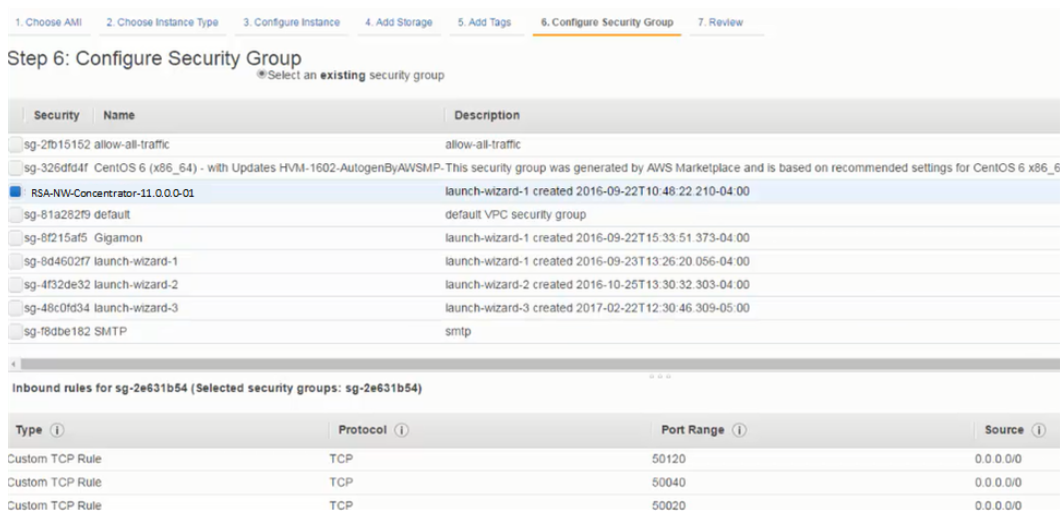 1. Choose AMI 2. Choose Instance Type 3. Configure Instance 4. Add Storage 5. Add Tags 6. Configure Security Group 7. Review
Step 6: Configure Security Group
Select an existing security group
Security Name Description
sg-2fb15152 allow-all-traffic allow-all-traffic
sg-326dfd4f CentOS 6 (x86_64) - with Updates HVM-1602-AutogenByAWSMP- This security group was generated by AWS Marketplace and is based on recommended settings for CentOS 6 x86_6
RSA-NW-Concentrator-11.0.0.0-01 launch-wizard-1 created 2016-09-22T10:48:22.210-04:00
sg-81a282f9 default default VPC security group
sg-8f215af5 Gigamon launch-wizard-1 created 2016-09-22T15:33:51.373-04:00
sg-8d4602f7 launch-wizard-1 launch-wizard-1 created 2016-09-23T13:26:20.056-04:00
sg-4f32de32 launch-wizard-2 launch-wizard-2 created 2016-10-25T13:30:32.303-04:00
sg-48c0fd34 launch-wizard-3 launch-wizard-3 created 2017-02-22T12:30:46.309-05:00
sg-f8dbe182 SMTP smtp
Inbound rules for sg-2e631b54 (Selected security groups: sg-2e631b54)
Type Protocol Port Range Source
Custom TCP Rule TCP 50120 0.0.0.0/0
Custom TCP Rule TCP 50040 0.0.0.0/0
Custom TCP Rule TCP 50020 0.0.0.0/0